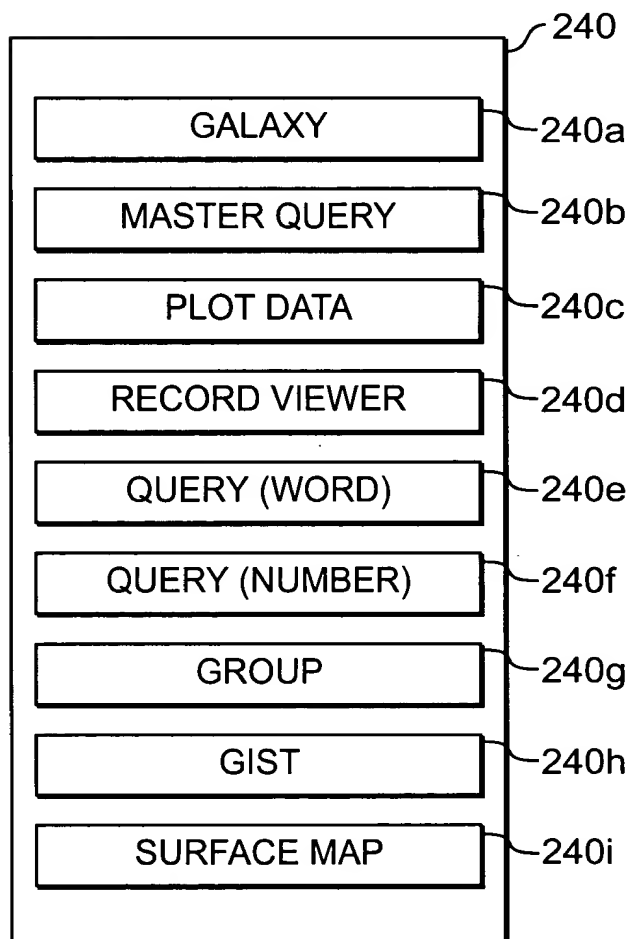 240
GALAXY 240a
MASTER QUERY 240b
PLOT DATA 240c
RECORD VIEWER 240d
QUERY (WORD) 240e
QUERY (NUMBER) 240f
GROUP 240g
GIST 240h
SURFACE MAP 240i